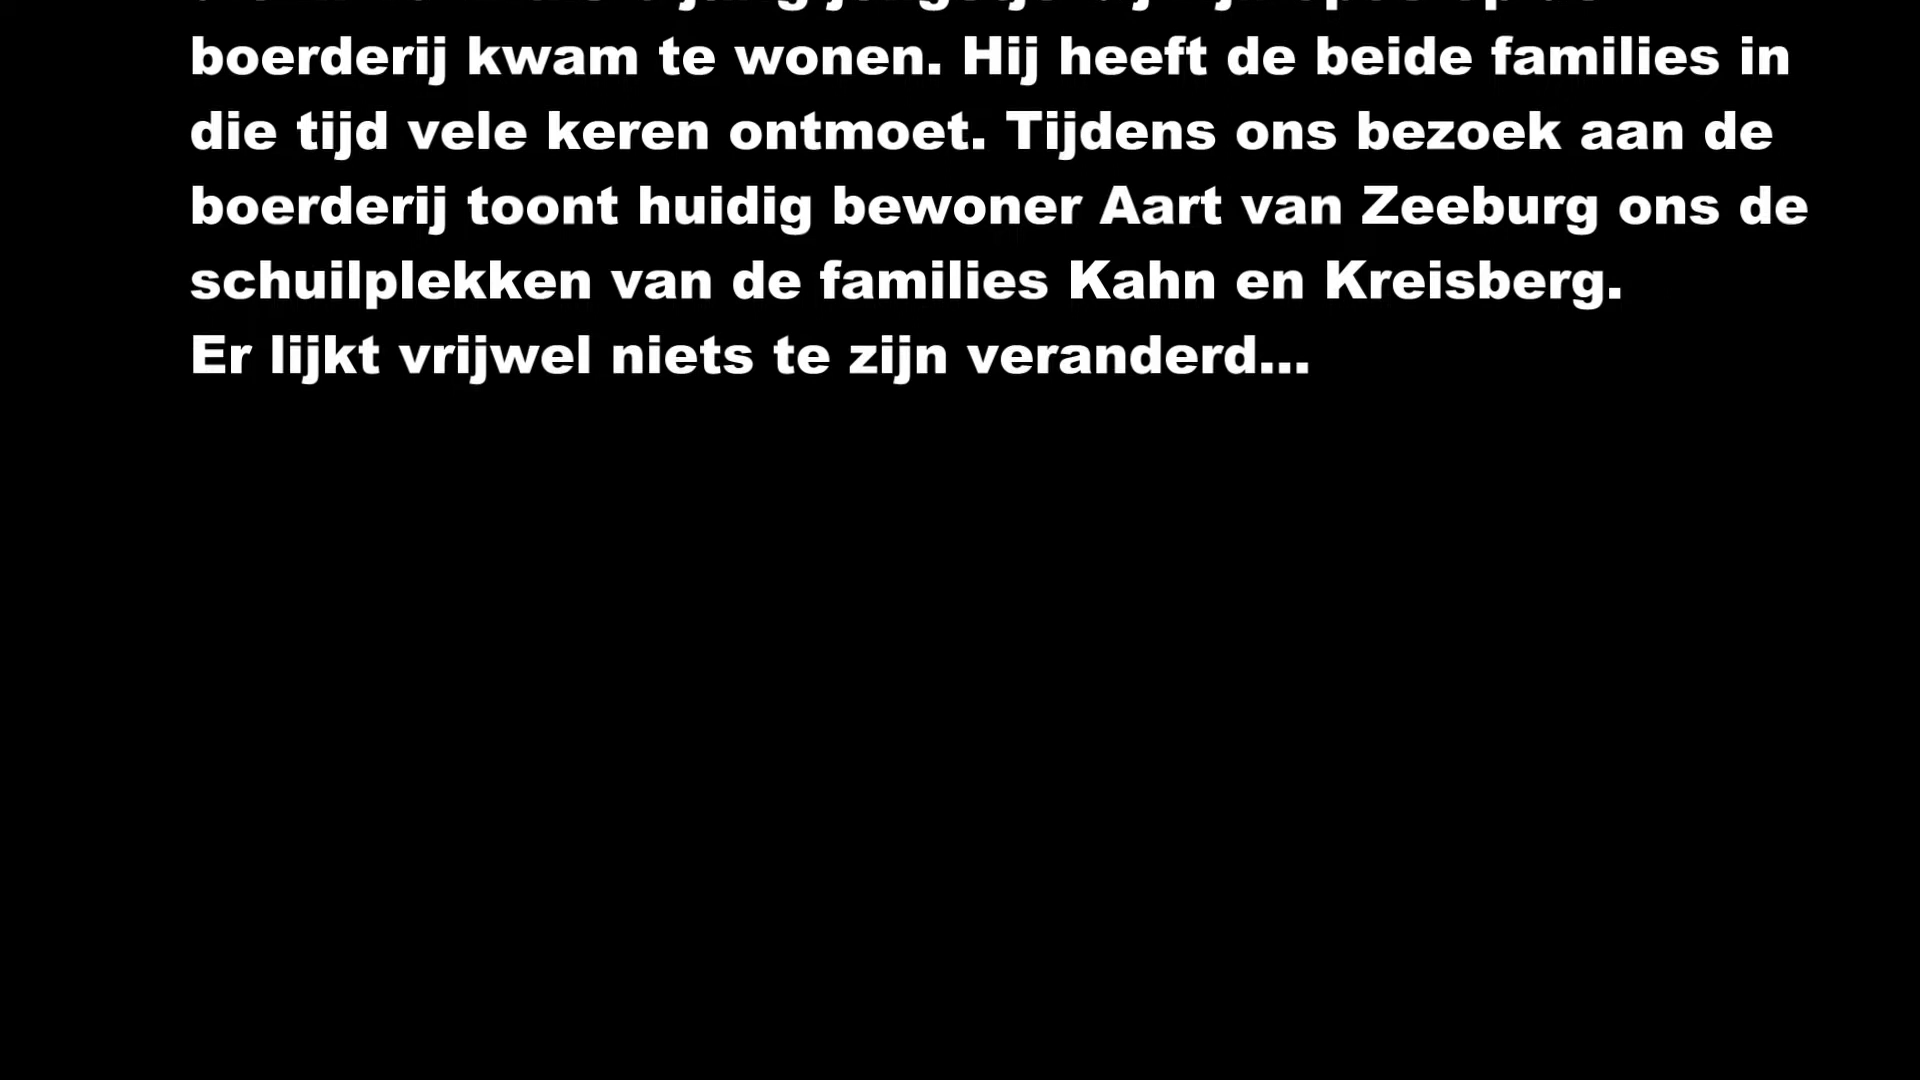 boerderij kwam te wonen. Hij heeft de beide families in
die tijd vele keren ontmoet. Tijdens ons bezoek aan de
boerderij toont huidig bewoner Aart van Zeeburg ons de
schuilplekken van de families Kahn en Kreisberg.
Er lijkt vrijwel niets te zijn veranderd...